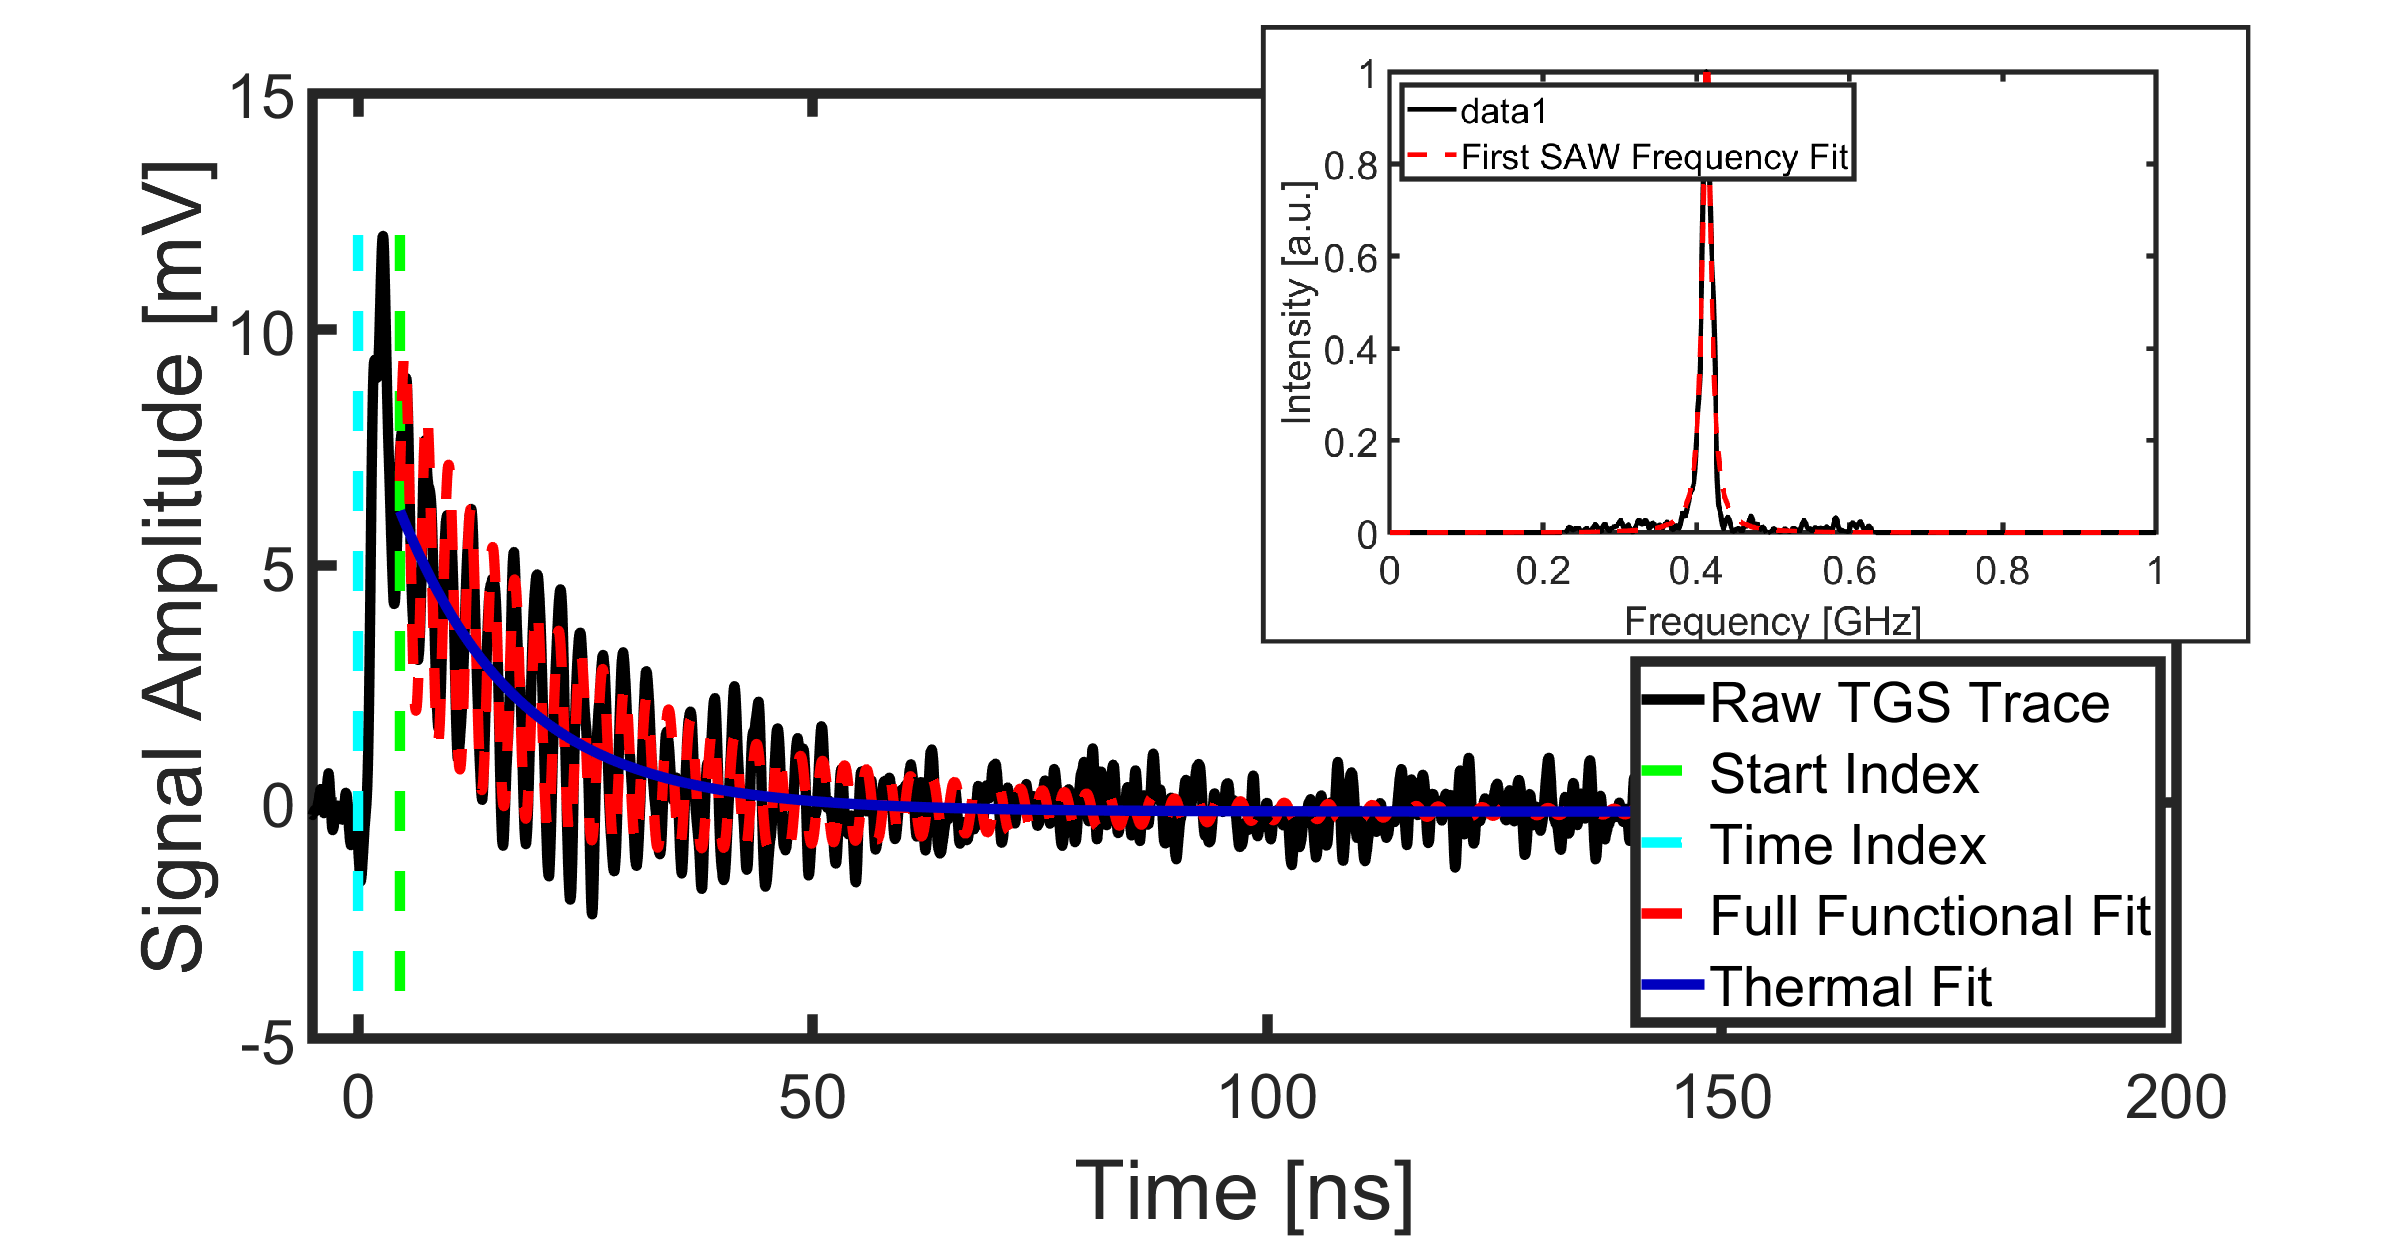 Signal Amplitude [mV]
15
10
5
0
-5
0
50
100
150
200
Time [ns]
Intensity [a.u.]
1
0.8
0.6
0.4
0.2
0
0
0.2
0.4
0.6
0.8
1
Frequency [GHz]
data1
First SAW Frequency Fit
Raw TGS Trace
Start Index
Time Index
Full Functional Fit
Thermal Fit